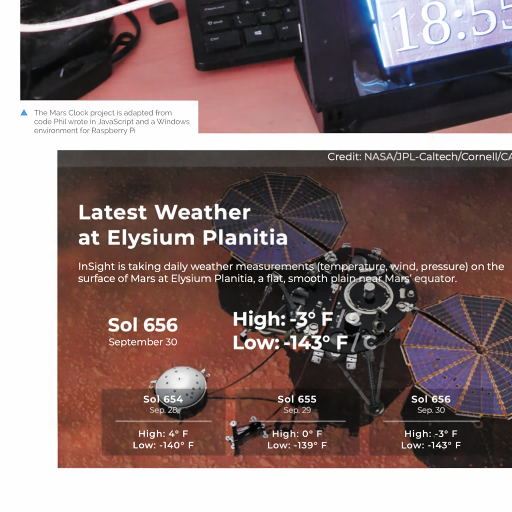 18:55
The Mars Clock project is adapted from
code Phil wrote in JavaScript and a Windows
environment for Raspberry Pi
Credit: NASA/JPL-Caltech/Cornell/CA
Latest Weather
at Elysium Planitia
InSight is taking daily weather measurements (temperature, wind, pressure) on the
surface of Mars at Elysium Planitia, a flat, smooth plain near Mars' equator.
Sol 656
September 30
High: -3° F
Low: -143° F / C
Sol 654
Sep. 28
High: 4° F
Low: -140° F
Sol 655
Sep. 29
High: 0° F
Low: -139° F
Sol 656
Sep. 30
High: -3° F
Low: -143° F